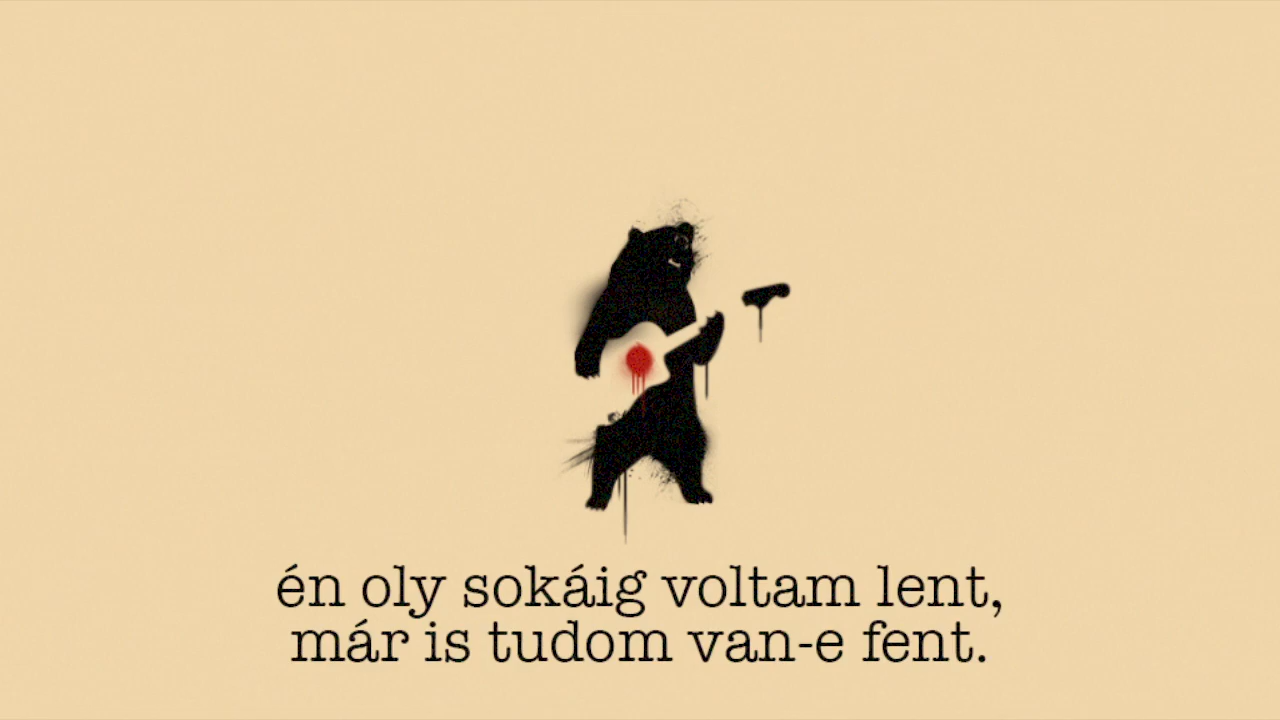 én oly sokáig voltam lent,
már is tudom van-e fent.